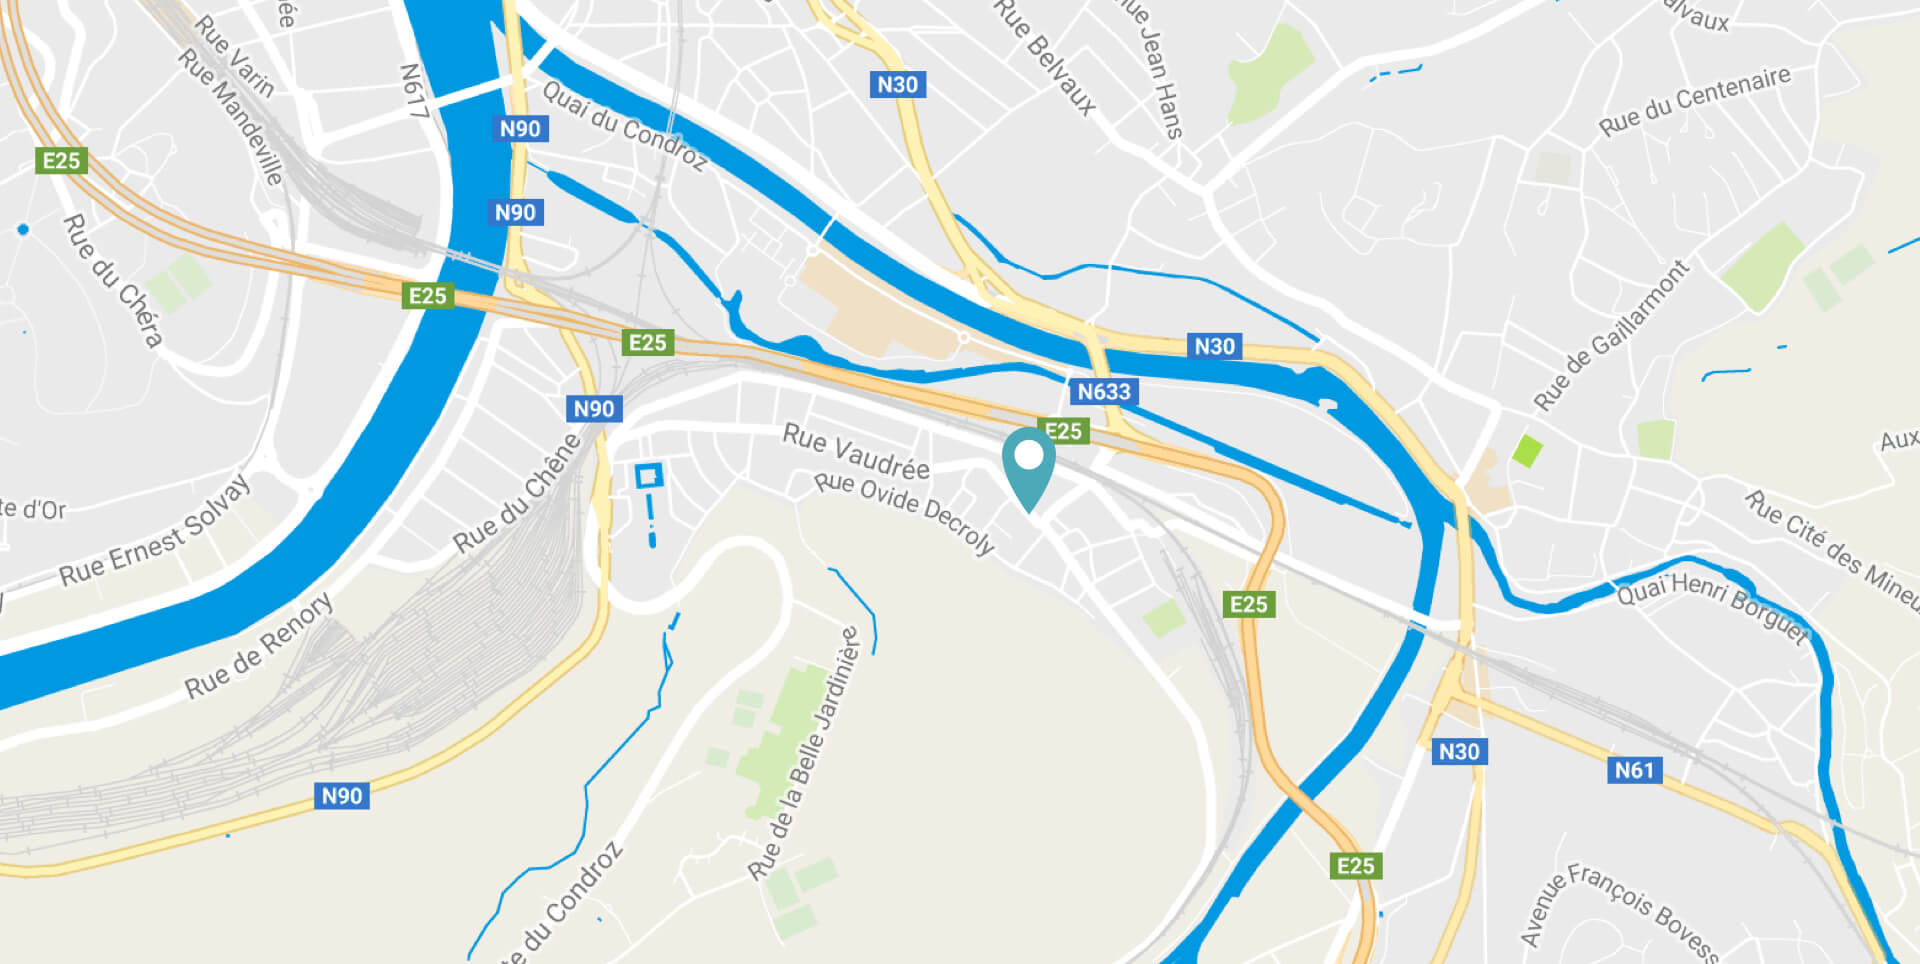 Rue Varin
Rue Mandeville
N617
Quai du Condroz
N30
Rue Belvaux
Rue du Centenaire
N90
E25
N90
Rue du Chéra
E25
E25
N30
Rue de Gaillarmont
N633
N90
E25
Rue Vaudrée
Rue Ovide Decroly
Rue du Chêne
Rue Ernest Solvay
te d'Or
Aux
Rue Cité des Mineu
Quai Henri Borguet
E25
Rue de Renory
Rue de la Belle Jardinière
N30
N61
N90
E25
te du Condroz
Avenue François Bovess
ue Jean Hans
alvaux
ée